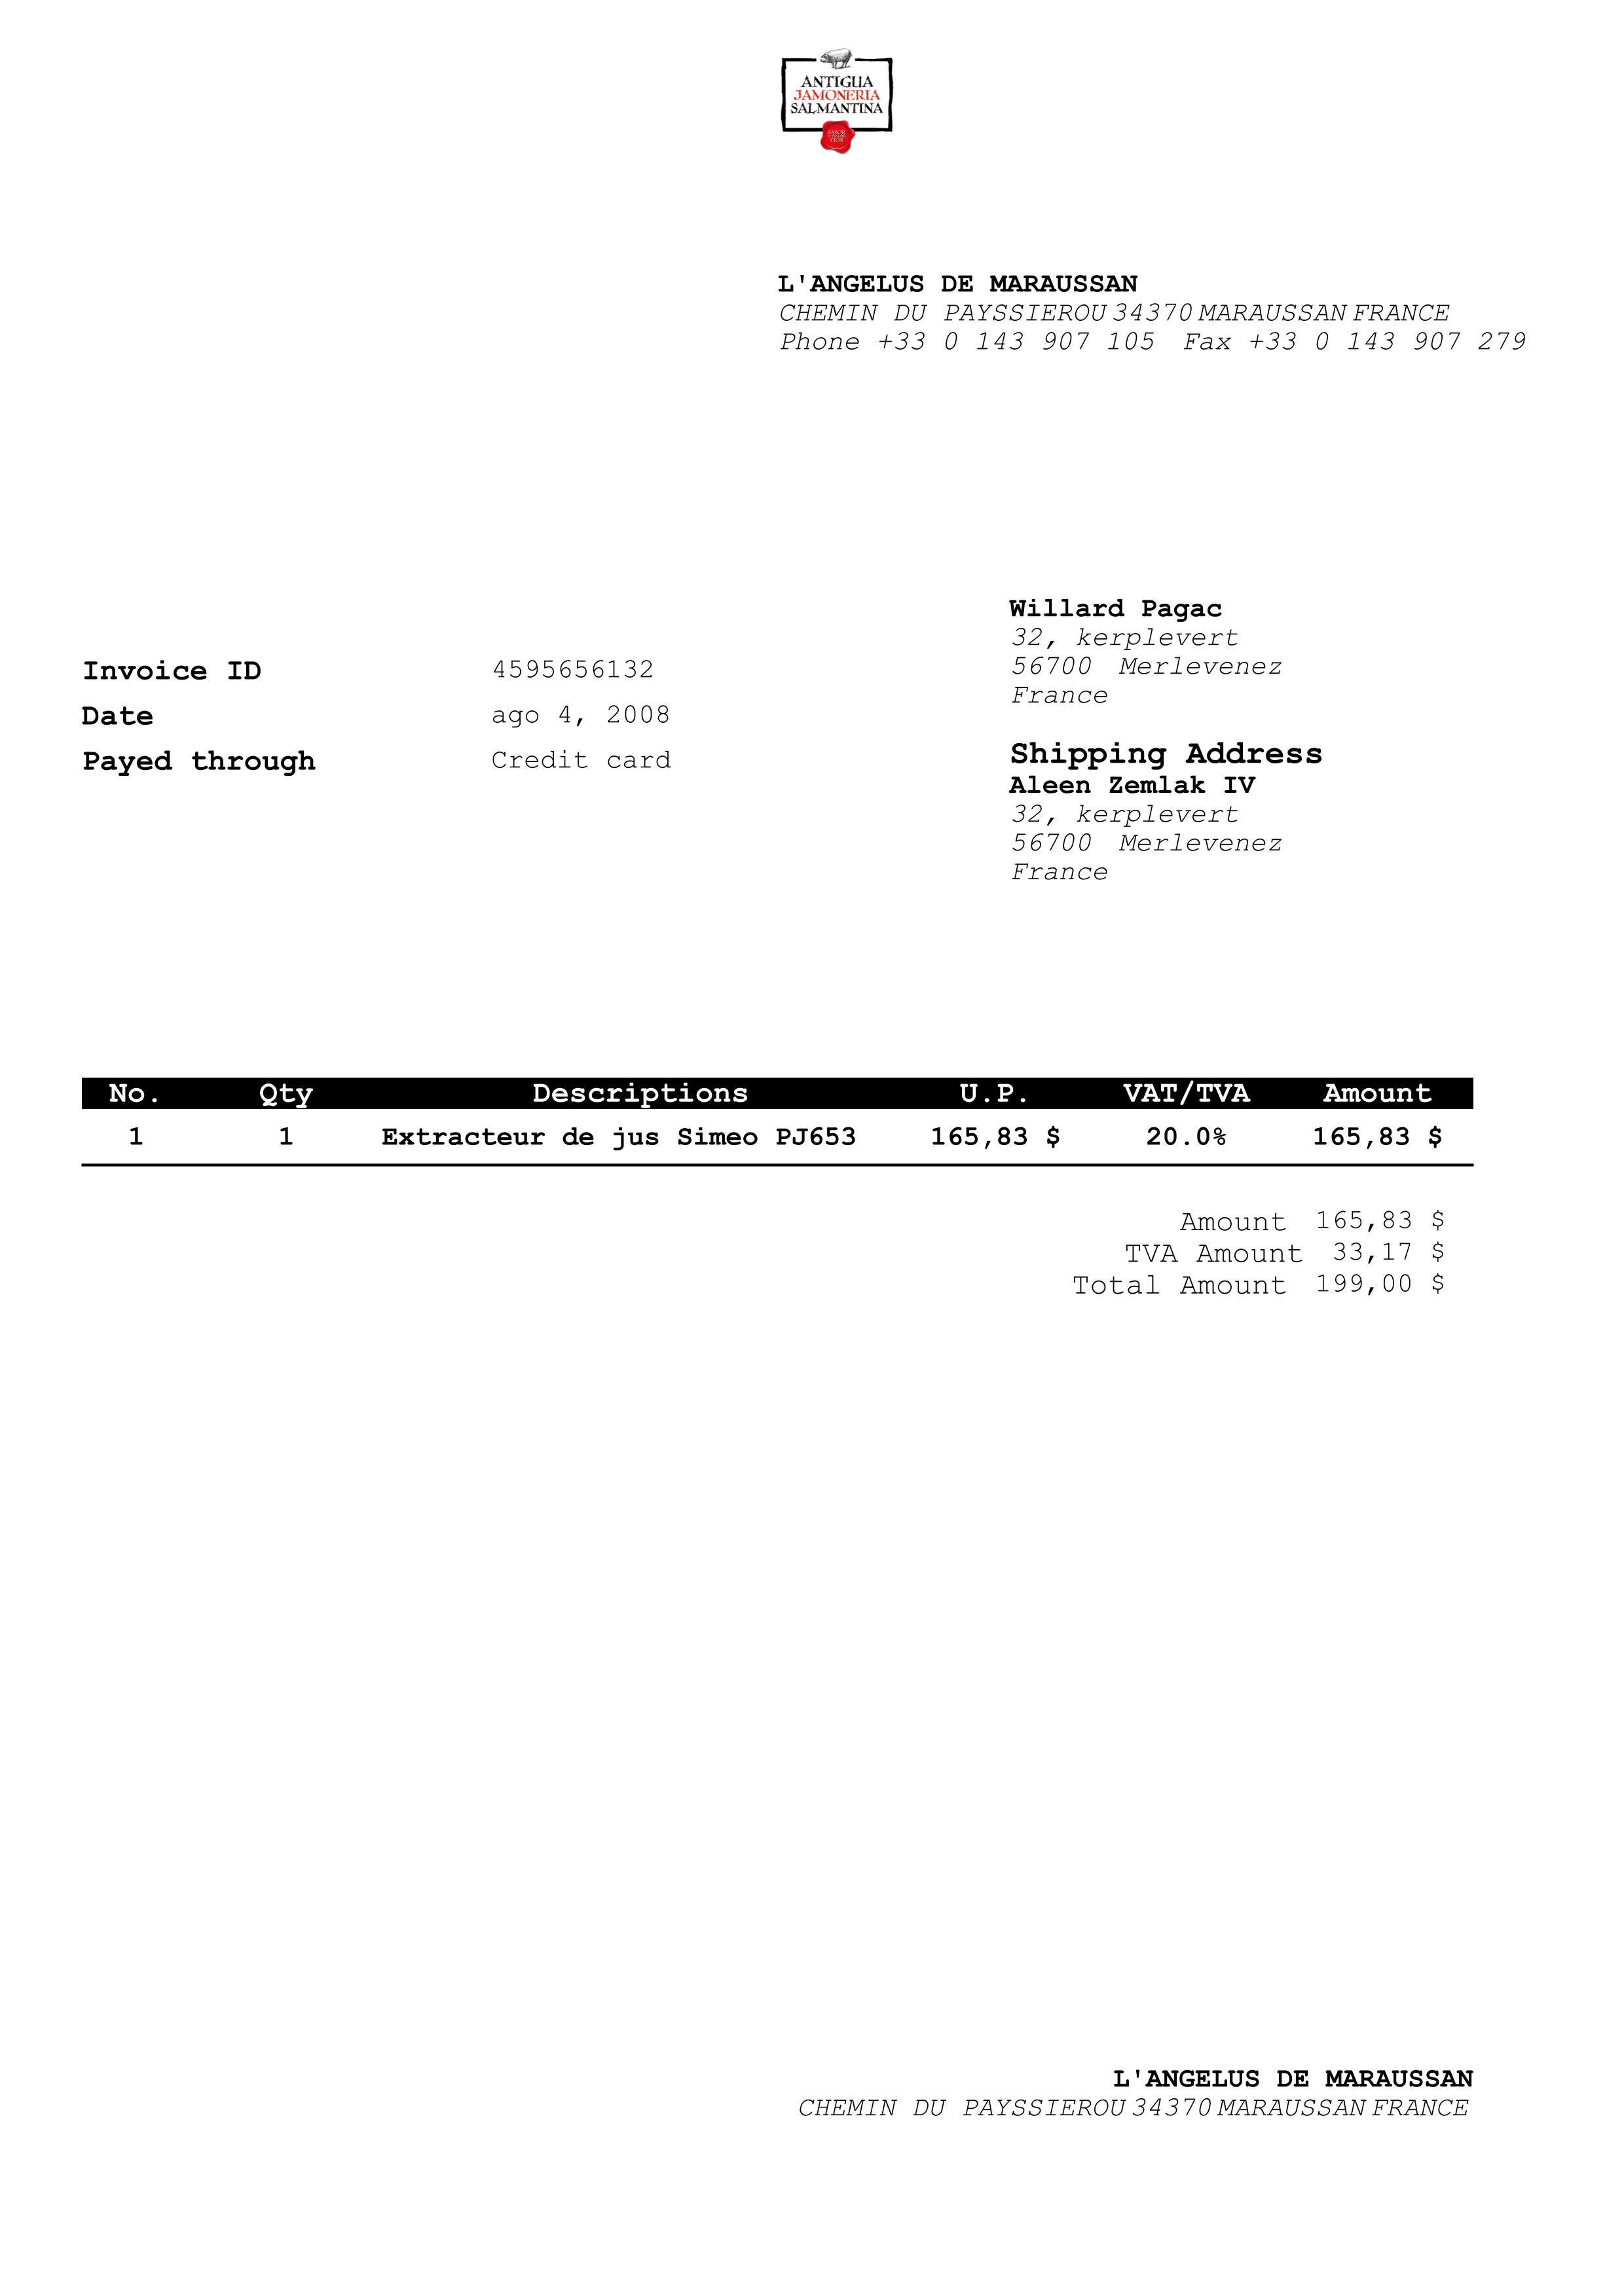 ANTIGUA
JAMONERIA
SALMANTINA
L'ANGELUS DE MARAUSSAN
CHEMIN DU PAYSSIEROU 34370 MARAUSSAN FRANCE
Phone +33 0 143 907 105 Fax +33 0 143 907 279
Willard Pagac
32, kerplevert
56700 Merlevenez
France
Invoice ID 4595656132
Date ago 4, 2008
Payed through Credit card
Shipping Address
Aleen Zemlak IV
32, kerplevert
56700 Merlevenez
France
No. Qty Descriptions U.P. VAT/TVA Amount
1 1 Extracteur de jus Simeo PJ653 165,83 $ 20.0% 165,83 $
Amount 165,83 $
TVA Amount 33,17 $
Total Amount 199,00 $
L'ANGELUS DE MARAUSSAN
CHEMIN DU PAYSSIEROU 34370 MARAUSSAN FRANCE